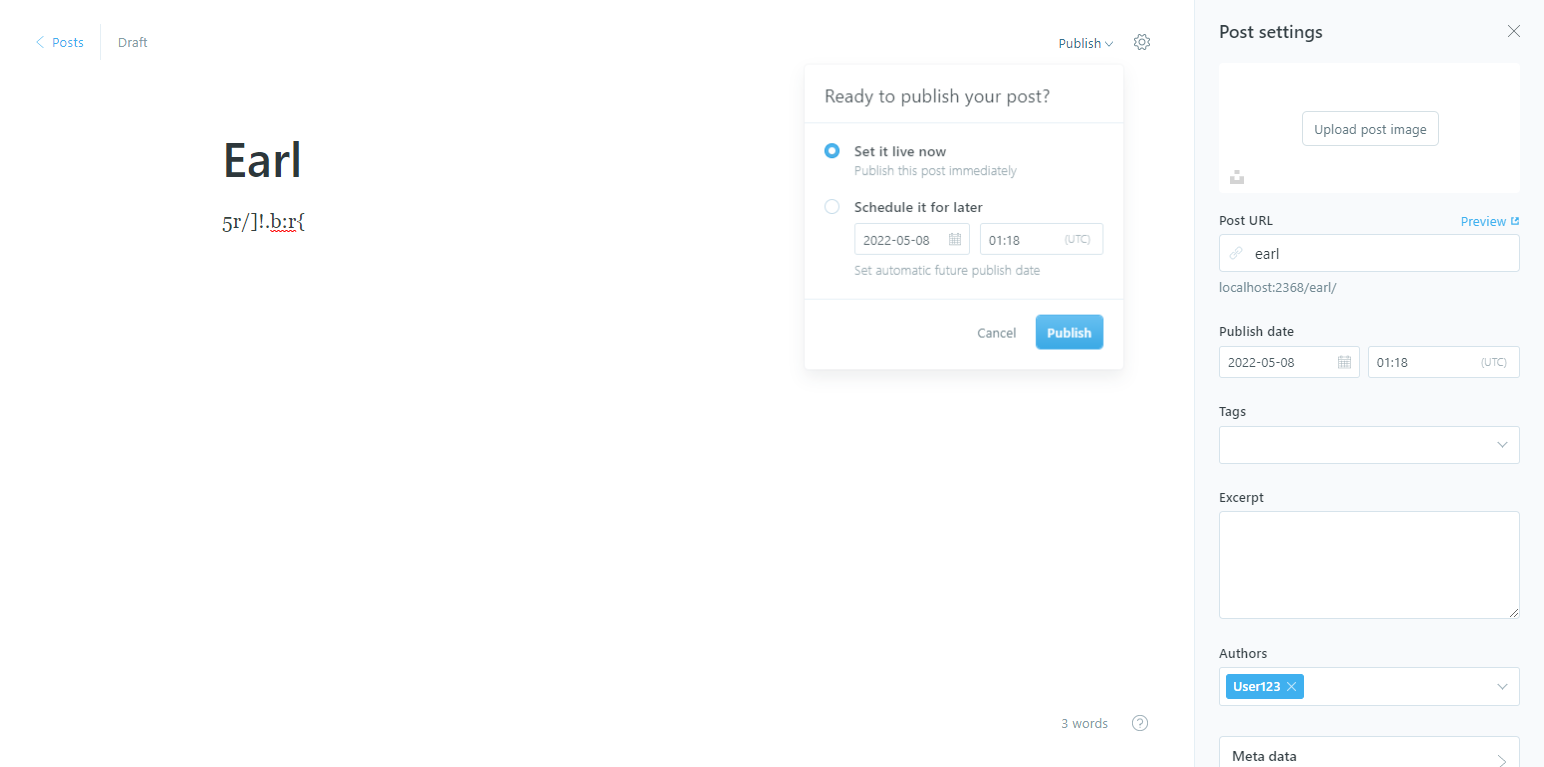 Posts
Draft
Publish
Ready to publish your post?
Set it live now
Publish this post immediately
Schedule it for later
2022-05-08
01:18
(UTC)
Set automatic future publish date
Cancel
Publish
Earl
5r/]!.b:r{
3 words
?
Post settings
Upload post image
Post URL
Preview
earl
localhost:2368/earl/
Publish date
2022-05-08
01:18
(UTC)
Tags
Excerpt
Authors
User123
Meta data